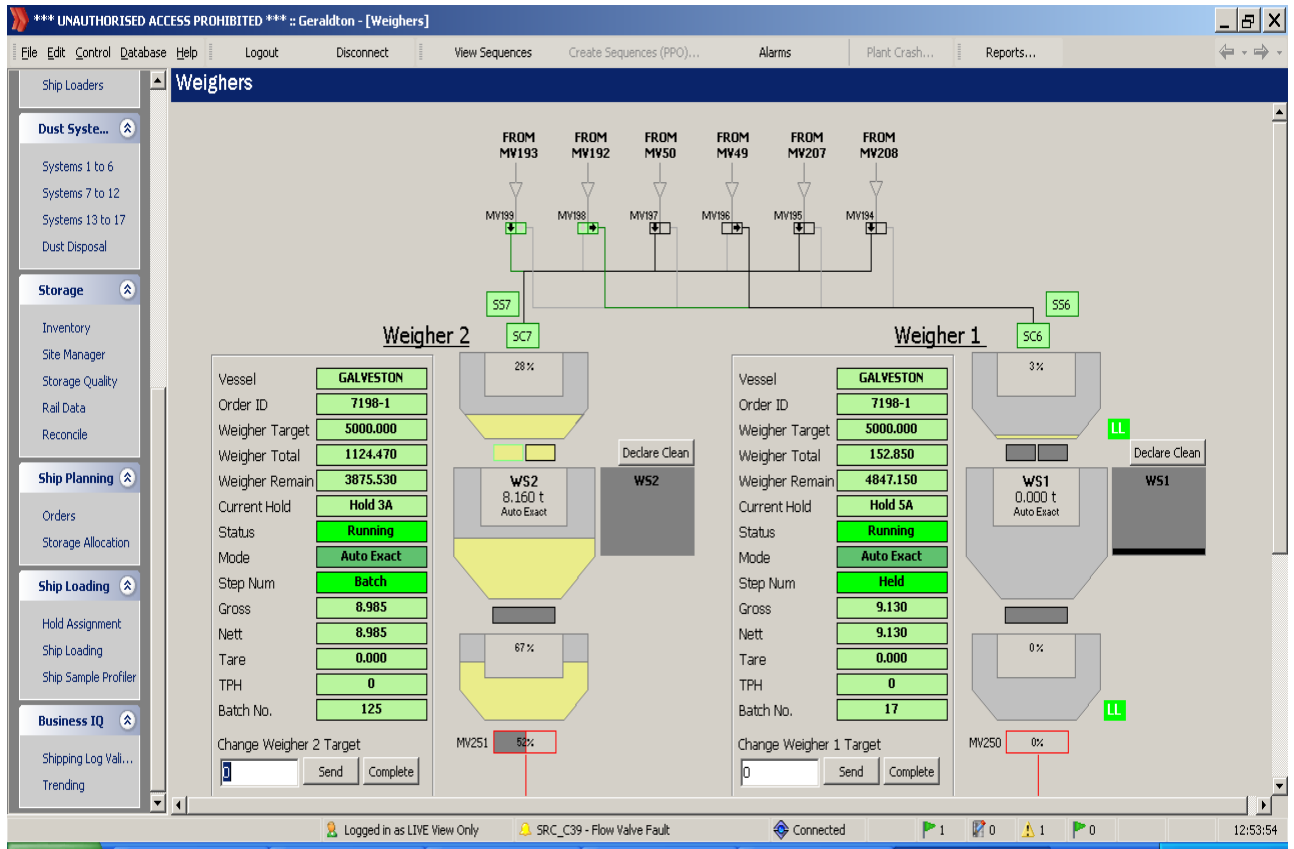 *** UNAUTHORISED ACCESS PROHIBITED *** :: Geraldton - [Weighers]
File Edit Control Database Help Logout Disconnect View Sequences Create Sequences (PPO)... Alarms Plant Crash... Reports...
Ship Loaders
Dust Syste...
Systems 1 to 6
Systems 7 to 12
Systems 13 to 17
Dust Disposal
Storage
Inventory
Site Manager
Storage Quality
Rail Data
Reconcile
Ship Planning
Orders
Storage Allocation
Ship Loading
Hold Assignment
Ship Loading
Ship Sample Profiler
Business IQ
Shipping Log Vali...
Trending
Weighers
FROM FROM FROM FROM FROM FROM
MV193 MV192 MV50 MV49 MV207 MV208
MV199 MV198 MV197 MV196 MV195 MV194
SS7 SS6
Weigher 2 SC7
Vessel GALVESTON
Order ID 7198-1
Weigher Target 5000.000
Weigher Total 1124.470
Weigher Remain 3875.530
Current Hold Hold 3A
Status Running
Mode Auto Exact
Step Num Batch
Gross 8.985
Nett 8.985
Tare 0.000
TPH 0
Batch No. 125
Change Weigher 2 Target
0 Send Complete
28%
Declare Clean
WS2
8.160 t
Auto Exact
WS2
67%
MV251 52%
Weigher 1 SC6
Vessel GALVESTON
Order ID 7198-1
Weigher Target 5000.000
Weigher Total 152.850
Weigher Remain 4847.150
Current Hold Hold 5A
Status Running
Mode Auto Exact
Step Num Held
Gross 9.130
Nett 9.130
Tare 0.000
TPH 0
Batch No. 17
Change Weigher 1 Target
0 Send Complete
3%
LL
Declare Clean
WS1
0.000 t
Auto Exact
WS1
0%
LL
MV250 0%
Logged in as LIVE View Only SRC_C39 - Flow Valve Fault Connected 1 0 1 0 12:53:54